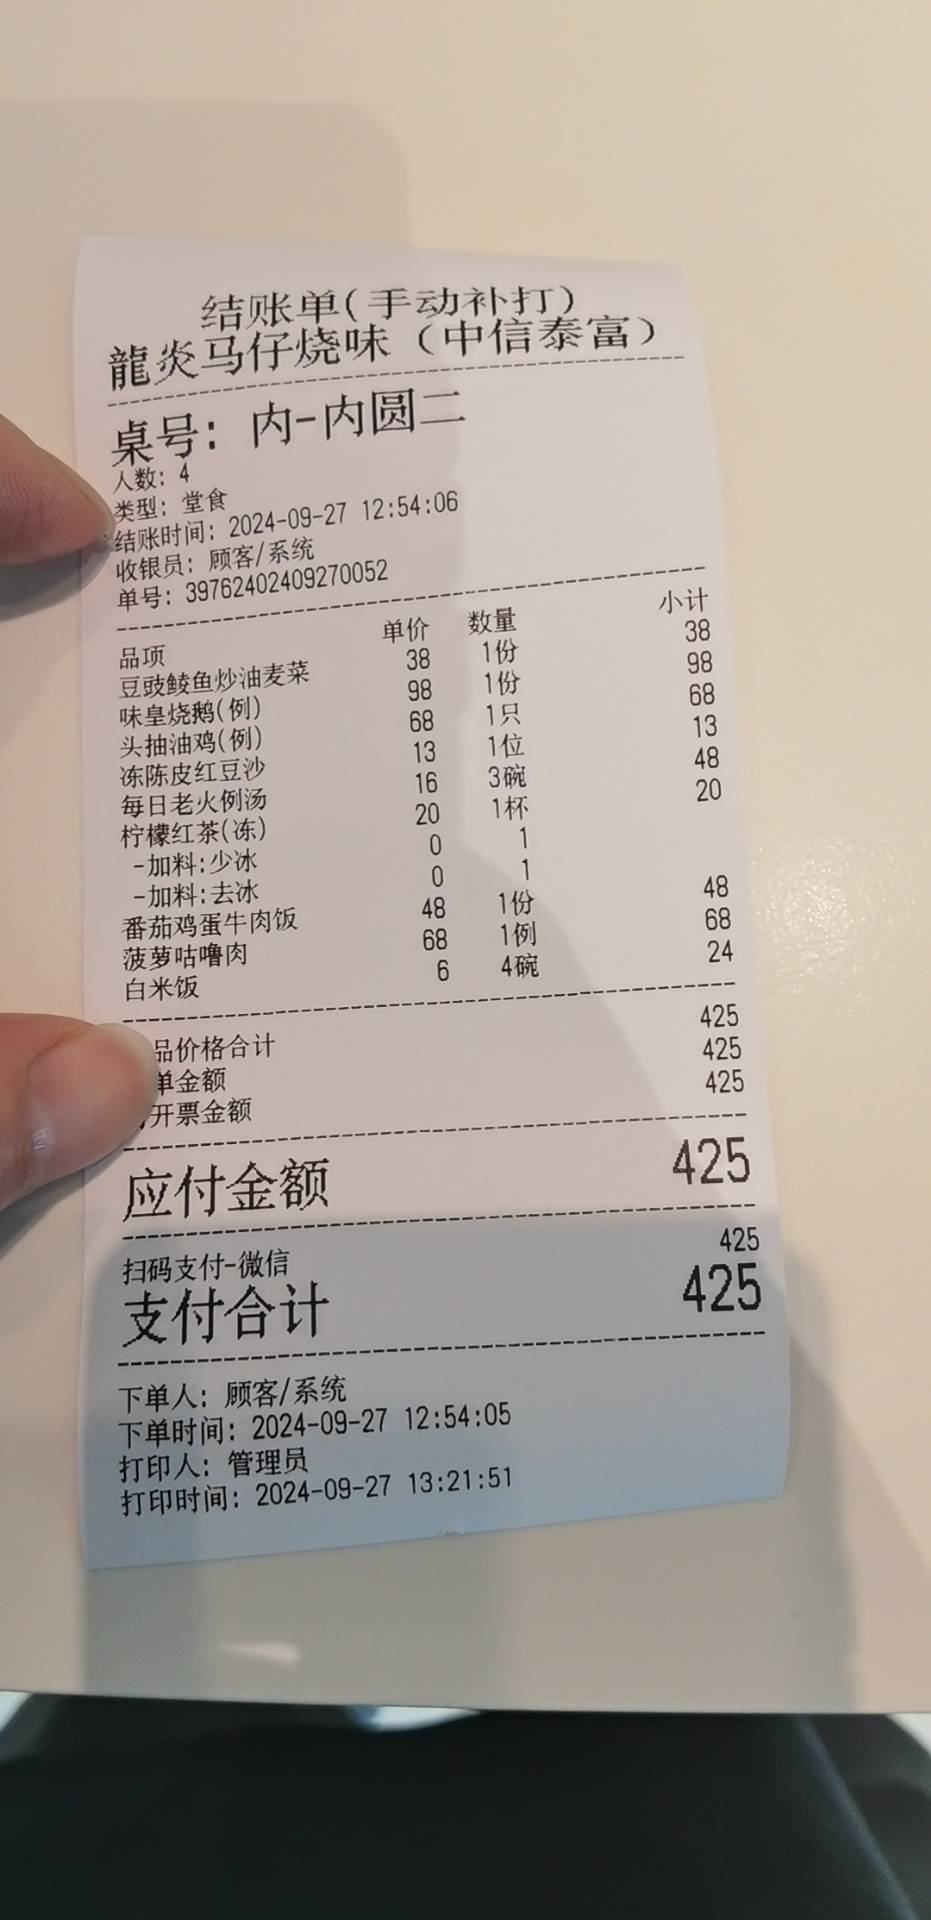 结账单(手动补打)
龍炎马仔烧味（中信泰富）
桌号: 内-内圆二
人数: 4
类型: 堂食
结账时间: 2024-09-27 12:54:06
收银员: 顾客/系统
单号: 39762402409270052
品项 单价 数量 小计
豆豉鲮鱼炒油麦菜 38 1份 38
味皇烧鹅(例) 98 1份 98
头抽油鸡(例) 68 1只 68
冻陈皮红豆沙 13 1位 13
每日老火例汤 16 3碗 48
柠檬红茶(冻) 20 1杯 20
-加料:少冰 0 1
-加料:去冰 0 1
番茄鸡蛋牛肉饭 48 1份 48
菠萝咕噜肉 68 1例 68
白米饭 6 4碗 24
品价格合计 425
单金额 425
开票金额 425
应付金额 425
扫码支付-微信 425
支付合计 425
下单人: 顾客/系统
下单时间: 2024-09-27 12:54:05
打印人: 管理员
打印时间: 2024-09-27 13:21:51